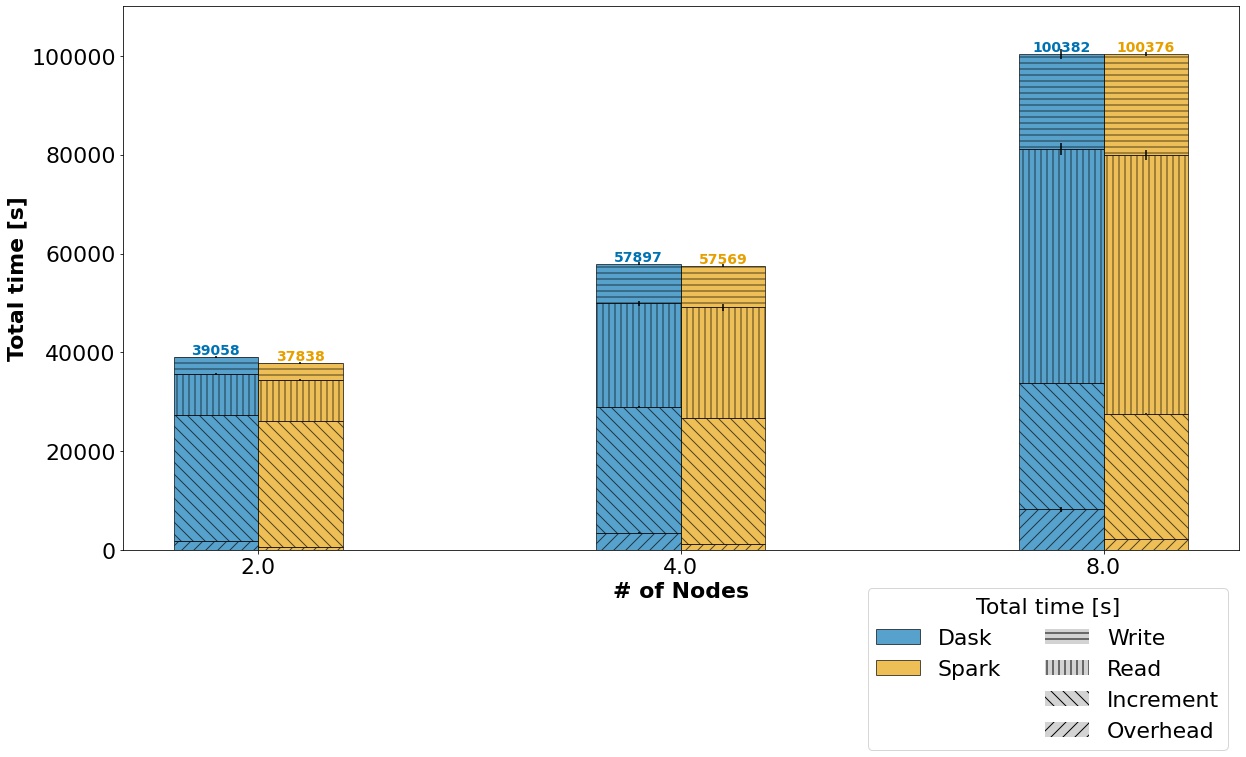 Total time [s]
100000
80000
60000
40000
20000
0
39058
37838
57897
57569
100382
100376
2.0
4.0
8.0
# of Nodes
Total time [s]
Dask
Spark
Write
Read
Increment
Overhead